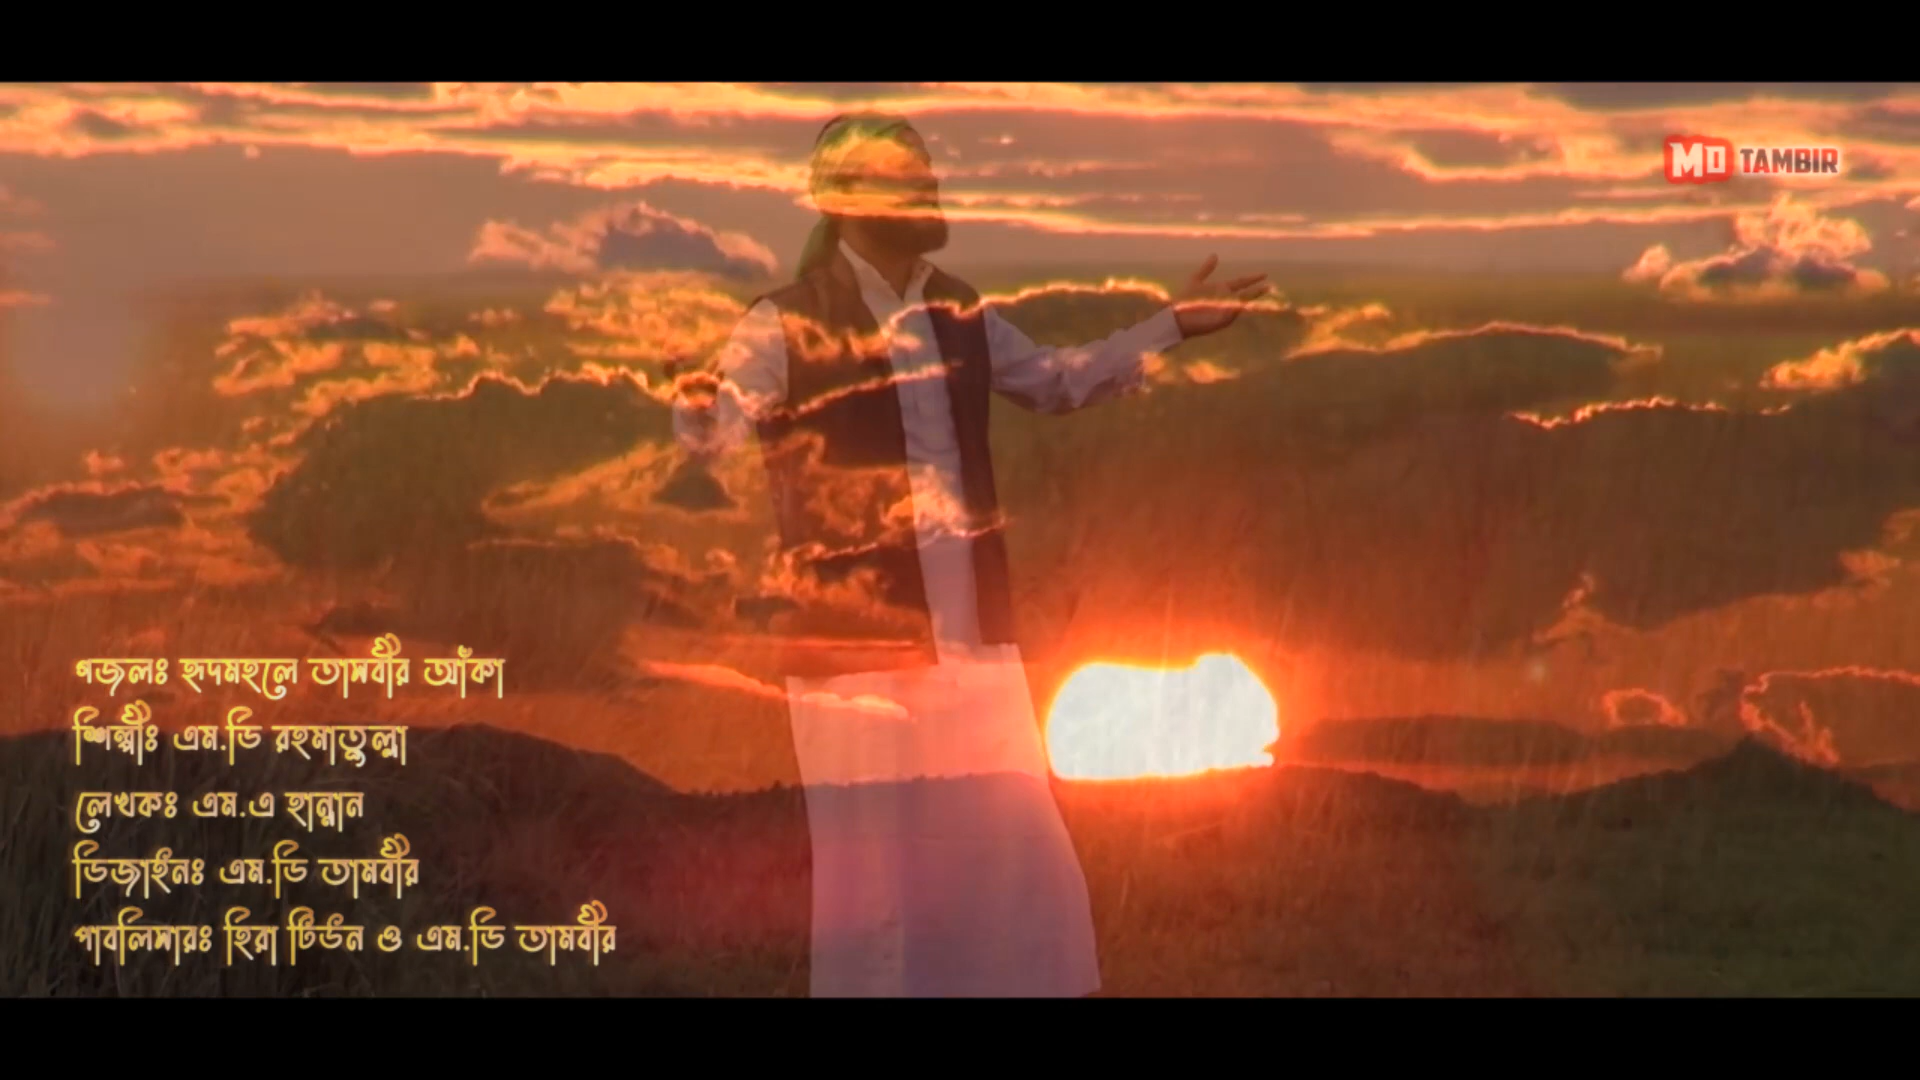 MD TAMBIR
গজলঃ হৃদমহলে তাসবীর আঁকা
শিল্পীঃ এম.ডি রহমাতুল্লা
লেখকঃ এম.এ হান্নান
ডিজাইনঃ এম.ডি তামবীর
পাবলিসারঃ হিরা টিউন ও এম.ডি তামবীর